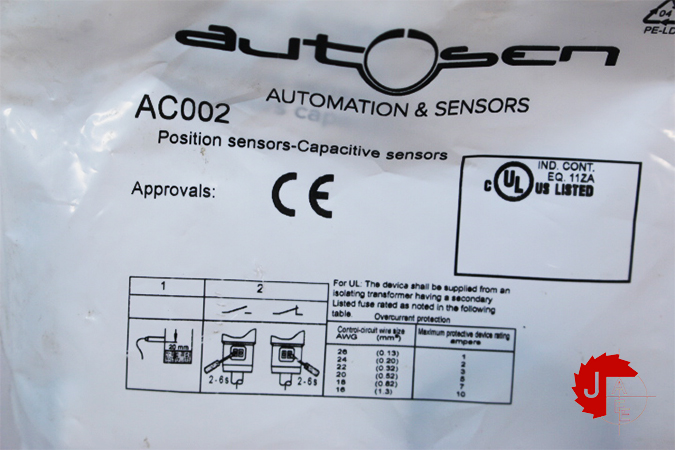 autosen
04
PE-LD
AUTOMATION & SENSORS
AC002
Position sensors-Capacitive sensors
Approvals:
CE
C UL US LISTED
IND. CONT.
EQ. 11ZA
1
2
20 mm
2-6s
2-6s
For UL: The device shall be supplied from an
isolating transformer having a secondary
Listed fuse rated as noted in the following
table. Overcurrent protection
Control-circuit wire size Maximum protective device rating
AWG (mm²) ampere
26 (0.13) 1
24 (0.20) 2
22 (0.32) 3
20 (0.52) 5
18 (0.82) 7
16 (1.3) 10
J